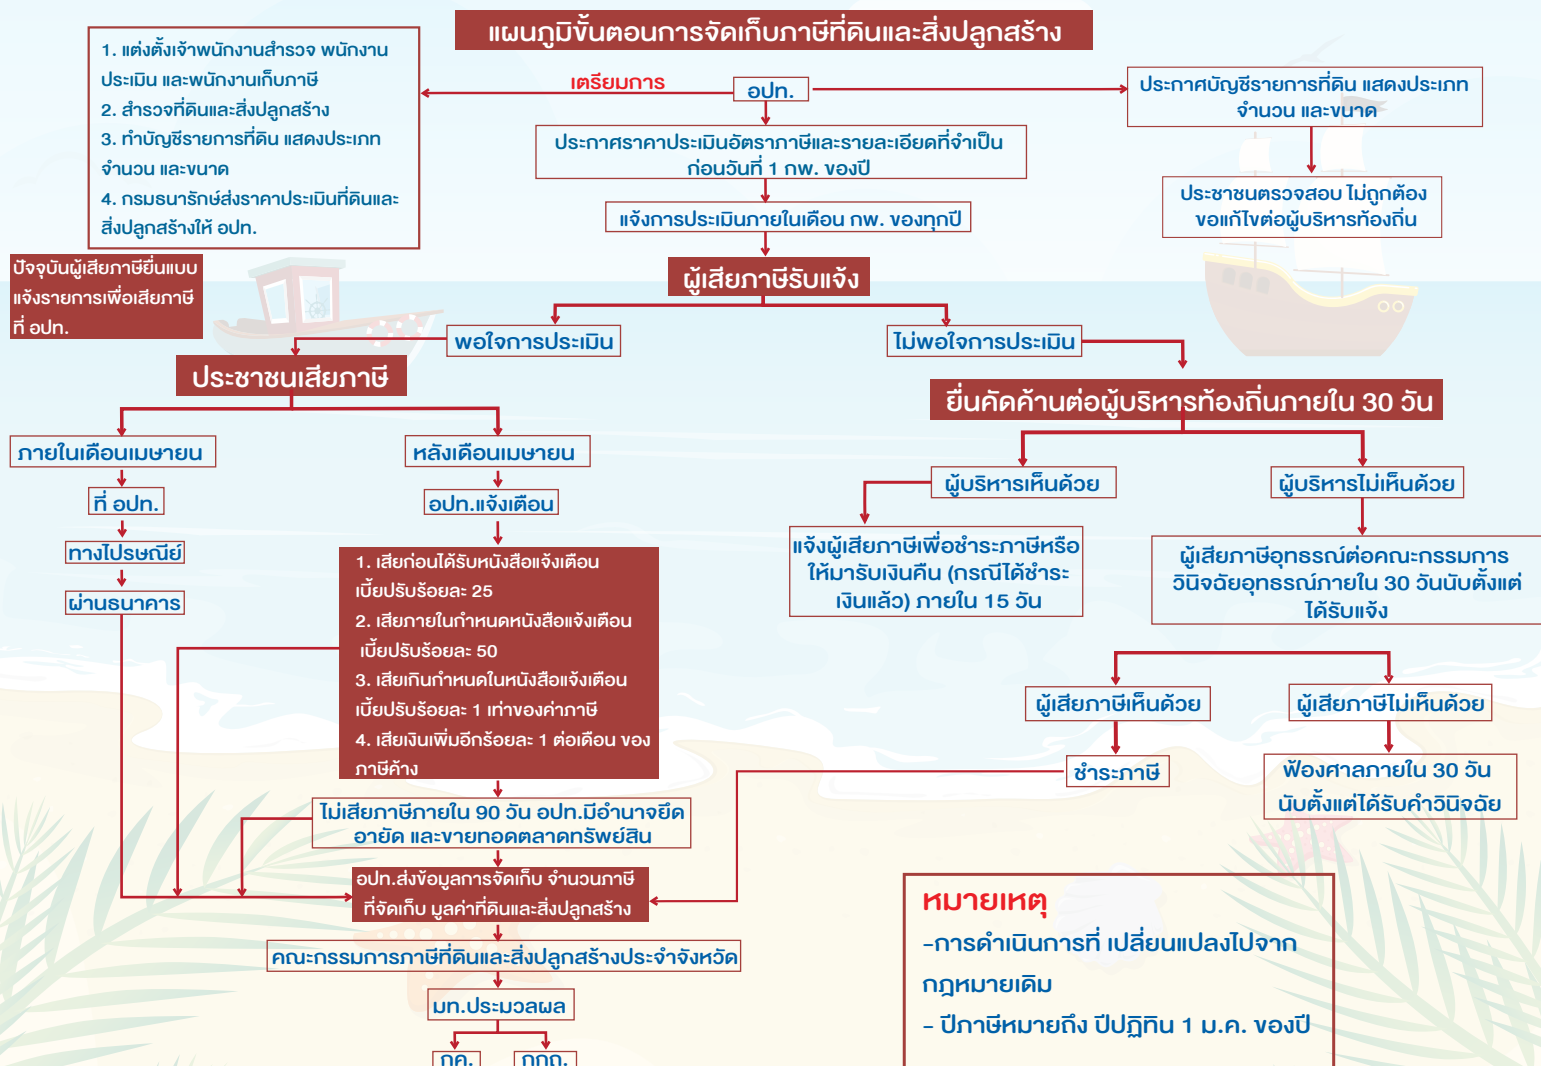 แผนภูมิขั้นตอนการจัดเก็บภาษีที่ดินและสิ่งปลูกสร้าง
1. แต่งตั้งเจ้าพนักงานสำรวจ พนักงาน
ประเมิน และพนักงานเก็บภาษี
2. สำรวจที่ดินและสิ่งปลูกสร้าง
3. ทำบัญชีรายการที่ดิน แสดงประเภท
จำนวน และขนาด
4. กรมธนารักษ์ส่งราคาประเมินที่ดินและ
สิ่งปลูกสร้างให้ อปท.
เตรียมการ
อปท.
ประกาศบัญชีรายการที่ดิน แสดงประเภท
จำนวน และขนาด
ประกาศราคาประเมินอัตราภาษีและรายละเอียดที่จำเป็น
ก่อนวันที่ 1 กพ. ของปี
ประชาชนตรวจสอบ ไม่ถูกต้อง
ขอแก้ไขต่อผู้บริหารท้องถิ่น
แจ้งการประเมินภายในเดือน กพ. ของทุกปี
ปัจจุบันผู้เสียภาษียื่นแบบ
แจ้งรายการเพื่อเสียภาษี
ที่ อปท.
ผู้เสียภาษีรับแจ้ง
พอใจการประเมิน
ไม่พอใจการประเมิน
ประชาชนเสียภาษี
ยื่นคัดค้านต่อผู้บริหารท้องถิ่นภายใน 30 วัน
ภายในเดือนเมษายน
หลังเดือนเมษายน
ผู้บริหารเห็นด้วย
ผู้บริหารไม่เห็นด้วย
ที่ อปท.
อปท.แจ้งเตือน
ทางไปรษณีย์
ผ่านธนาคาร
1. เสียก่อนได้รับหนังสือแจ้งเตือน
เบี้ยปรับร้อยละ 25
2. เสียภายในกำหนดหนังสือแจ้งเตือน
เบี้ยปรับร้อยละ 50
3. เสียเกินกำหนดในหนังสือแจ้งเตือน
เบี้ยปรับร้อยละ 1 เท่าของค่าภาษี
4. เสียเงินเพิ่มอีกร้อยละ 1 ต่อเดือน ของ
ภาษีค้าง
แจ้งผู้เสียภาษีเพื่อชำระภาษีหรือ
ให้มารับเงินคืน (กรณีได้ชำระ
เงินแล้ว) ภายใน 15 วัน
ผู้เสียภาษีอุทธรณ์ต่อคณะกรรมการ
วินิจฉัยอุทธรณ์ภายใน 30 วันนับตั้งแต่
ได้รับแจ้ง
ผู้เสียภาษีเห็นด้วย
ผู้เสียภาษีไม่เห็นด้วย
ชำระภาษี
ฟ้องศาลภายใน 30 วัน
นับตั้งแต่ได้รับคำวินิจฉัย
ไม่เสียภาษีภายใน 90 วัน อปท.มีอำนาจยึด
อายัด และขายทอดตลาดทรัพย์สิน
อปท.ส่งข้อมูลการจัดเก็บ จำนวนภาษี
ที่จัดเก็บ มูลค่าที่ดินและสิ่งปลูกสร้าง
คณะกรรมการภาษีที่ดินและสิ่งปลูกสร้างประจำจังหวัด
มท.ประมวลผล
กค.
กกถ.
หมายเหตุ
-การดำเนินการที่ เปลี่ยนแปลงไปจาก
กฎหมายเดิม
- ปีภาษีหมายถึง ปีปฏิทิน 1 ม.ค. ของปี